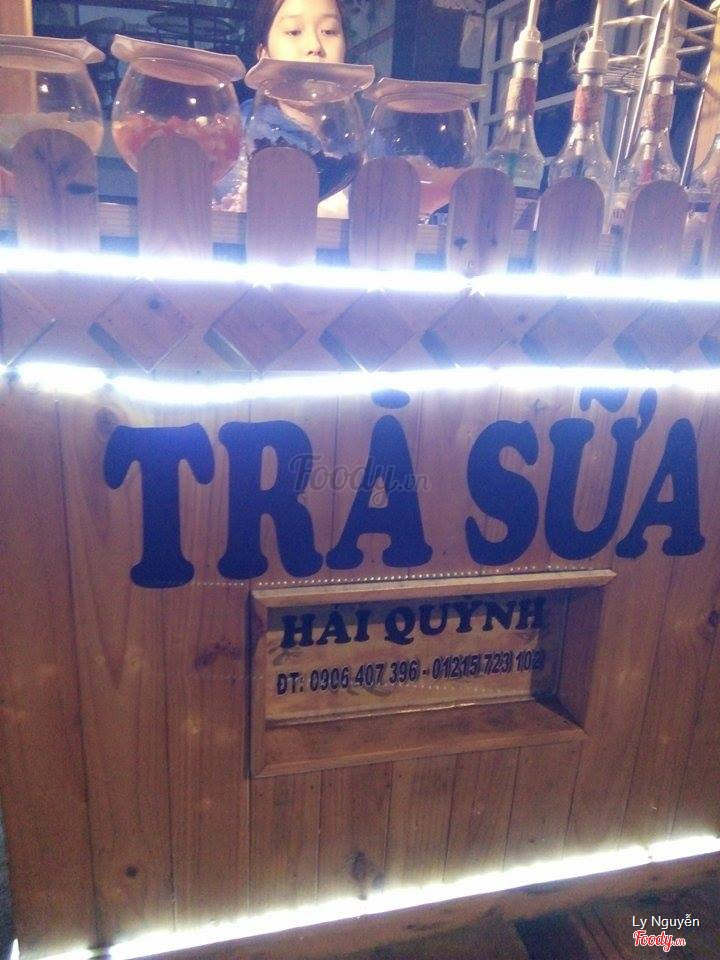 TRÀ SỮA
Foody.vn
HẢI QUỲNH
ĐT: 0906 407 396 - 01215 723 102
Ly Nguyễn
Foody.vn